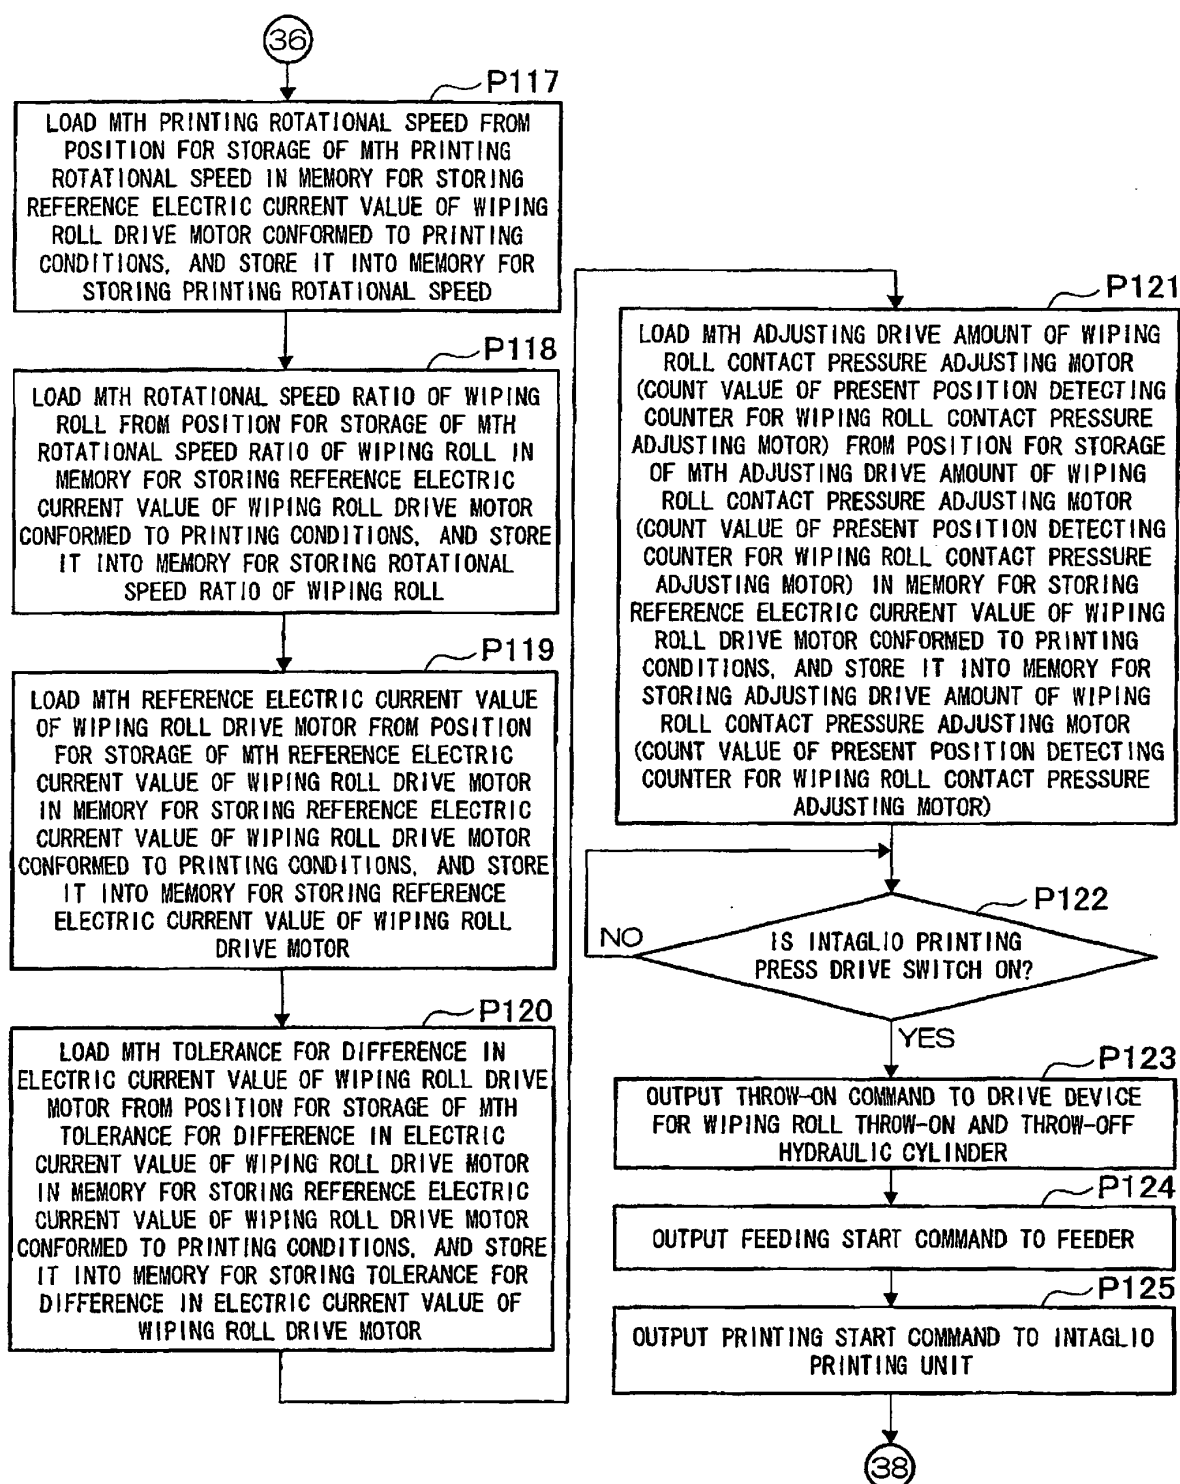 36
P117
LOAD MTH PRINTING ROTATIONAL SPEED FROM
POSITION FOR STORAGE OF MTH PRINTING
ROTATIONAL SPEED IN MEMORY FOR STORING
REFERENCE ELECTRIC CURRENT VALUE OF WIPING
ROLL DRIVE MOTOR CONFORMED TO PRINTING
CONDITIONS, AND STORE IT INTO MEMORY FOR
STORING PRINTING ROTATIONAL SPEED
P118
LOAD MTH ROTATIONAL SPEED RATIO OF WIPING
ROLL FROM POSITION FOR STORAGE OF MTH
ROTATIONAL SPEED RATIO OF WIPING ROLL IN
MEMORY FOR STORING REFERENCE ELECTRIC
CURRENT VALUE OF WIPING ROLL DRIVE MOTOR
CONFORMED TO PRINTING CONDITIONS, AND STORE
IT INTO MEMORY FOR STORING ROTATIONAL
SPEED RATIO OF WIPING ROLL
P119
LOAD MTH REFERENCE ELECTRIC CURRENT VALUE
OF WIPING ROLL DRIVE MOTOR FROM POSITION
FOR STORAGE OF MTH REFERENCE ELECTRIC
CURRENT VALUE OF WIPING ROLL DRIVE MOTOR
IN MEMORY FOR STORING REFERENCE ELECTRIC
CURRENT VALUE OF WIPING ROLL DRIVE MOTOR
CONFORMED TO PRINTING CONDITIONS, AND STORE
IT INTO MEMORY FOR STORING REFERENCE
ELECTRIC CURRENT VALUE OF WIPING ROLL
DRIVE MOTOR
P120
LOAD MTH TOLERANCE FOR DIFFERENCE IN
ELECTRIC CURRENT VALUE OF WIPING ROLL DRIVE
MOTOR FROM POSITION FOR STORAGE OF MTH
TOLERANCE FOR DIFFERENCE IN ELECTRIC
CURRENT VALUE OF WIPING ROLL DRIVE MOTOR
IN MEMORY FOR STORING REFERENCE ELECTRIC
CURRENT VALUE OF WIPING ROLL DRIVE MOTOR
CONFORMED TO PRINTING CONDITIONS, AND STORE
IT INTO MEMORY FOR STORING TOLERANCE FOR
DIFFERENCE IN ELECTRIC CURRENT VALUE OF
WIPING ROLL DRIVE MOTOR
P121
LOAD MTH ADJUSTING DRIVE AMOUNT OF WIPING
ROLL CONTACT PRESSURE ADJUSTING MOTOR
(COUNT VALUE OF PRESENT POSITION DETECTING
COUNTER FOR WIPING ROLL CONTACT PRESSURE
ADJUSTING MOTOR) FROM POSITION FOR STORAGE
OF MTH ADJUSTING DRIVE AMOUNT OF WIPING
ROLL CONTACT PRESSURE ADJUSTING MOTOR
(COUNT VALUE OF PRESENT POSITION DETECTING
COUNTER FOR WIPING ROLL CONTACT PRESSURE
ADJUSTING MOTOR) IN MEMORY FOR STORING
REFERENCE ELECTRIC CURRENT VALUE OF WIPING
ROLL DRIVE MOTOR CONFORMED TO PRINTING
CONDITIONS, AND STORE IT INTO MEMORY FOR
STORING ADJUSTING DRIVE AMOUNT OF WIPING
ROLL CONTACT PRESSURE ADJUSTING MOTOR
(COUNT VALUE OF PRESENT POSITION DETECTING
COUNTER FOR WIPING ROLL CONTACT PRESSURE
ADJUSTING MOTOR)
P122
NO
IS INTAGLIO PRINTING
PRESS DRIVE SWITCH ON?
YES
P123
OUTPUT THROW-ON COMMAND TO DRIVE DEVICE
FOR WIPING ROLL THROW-ON AND THROW-OFF
HYDRAULIC CYLINDER
P124
OUTPUT FEEDING START COMMAND TO FEEDER
P125
OUTPUT PRINTING START COMMAND TO INTAGLIO
PRINTING UNIT
38